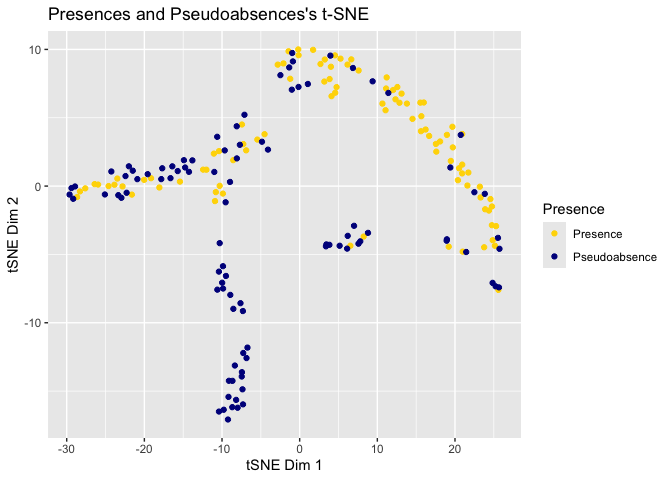 Presences and Pseudoabsences's t-SNE
10
0
-10
tSNE Dim 2
-30
-20
-10
0
10
20
tSNE Dim 1
Presence
Presence
Pseudoabsence